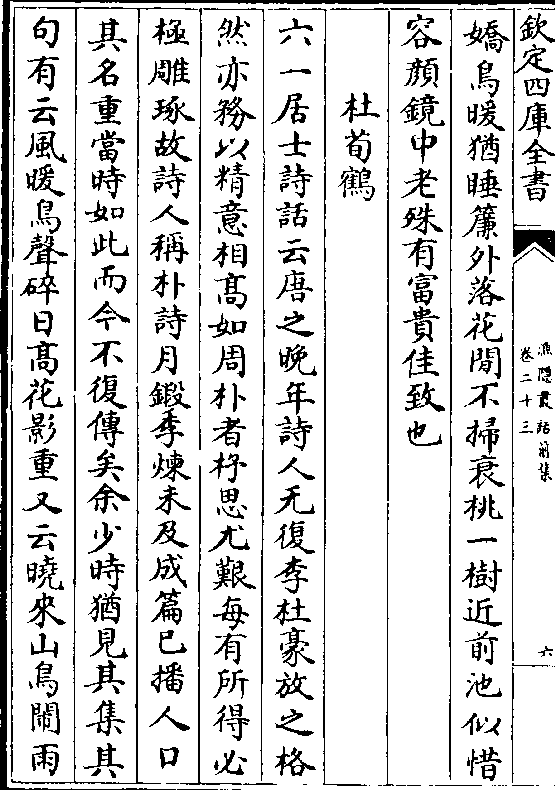 欽定四庫全書
漁隱叢話前集
卷二十三
六
嬌鳥暖猶睡簾外落花閒不掃衰桃一樹近前池似惜
容顔鏡中老殊有富貴佳致也
杜荀鶴
六一居士詩話云唐之晚年詩人无復李杜豪放之格
然亦務以精意相髙如周朴者杼思尤艱每有所得必
極雕琢故詩人稱朴詩月鍛季煉未及成篇已播人口
其名重當時如此而今不復傳矣余少時猶見其集其
句有云風暖鳥聲碎日髙花影重又云曉來山鳥鬧雨